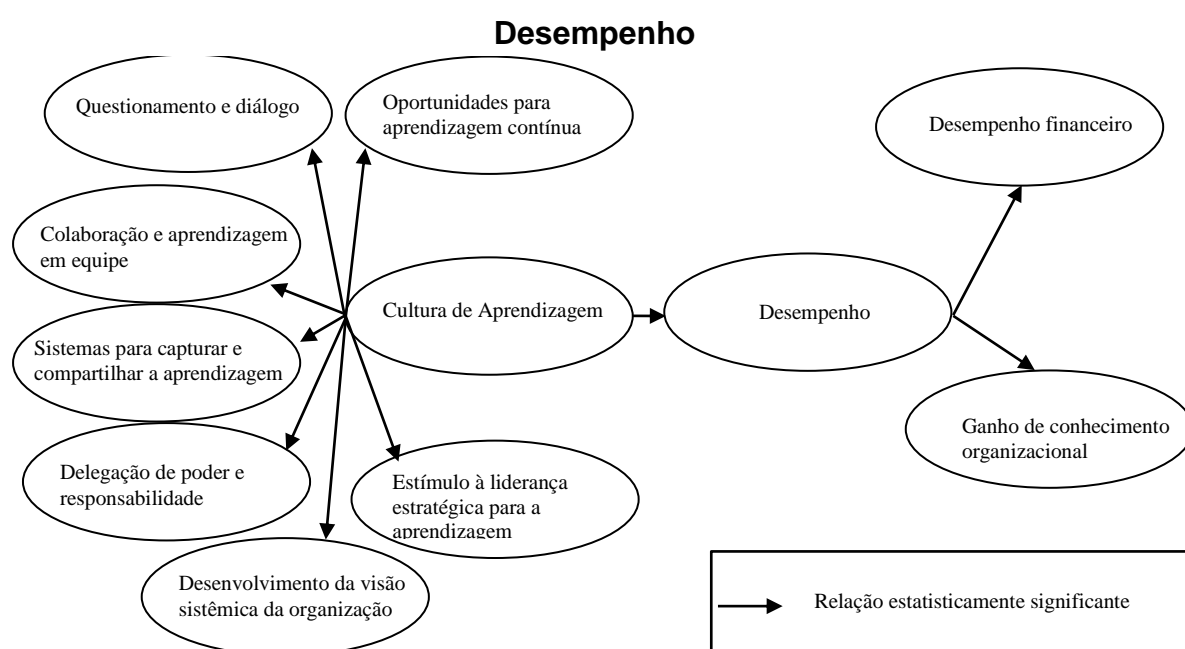 Desempenho
Questionamento e diálogo
Oportunidades para
aprendizagem contínua
Desempenho financeiro
Colaboração e aprendizagem
em equipe
Cultura de Aprendizagem
Desempenho
Sistemas para capturar e
compartilhar a aprendizagem
Ganho de conhecimento
organizacional
Delegação de poder e
responsabilidade
Estímulo à liderança
estratégica para a
aprendizagem
Desenvolvimento da visão
sistêmica da organização
Relação estatisticamente significante